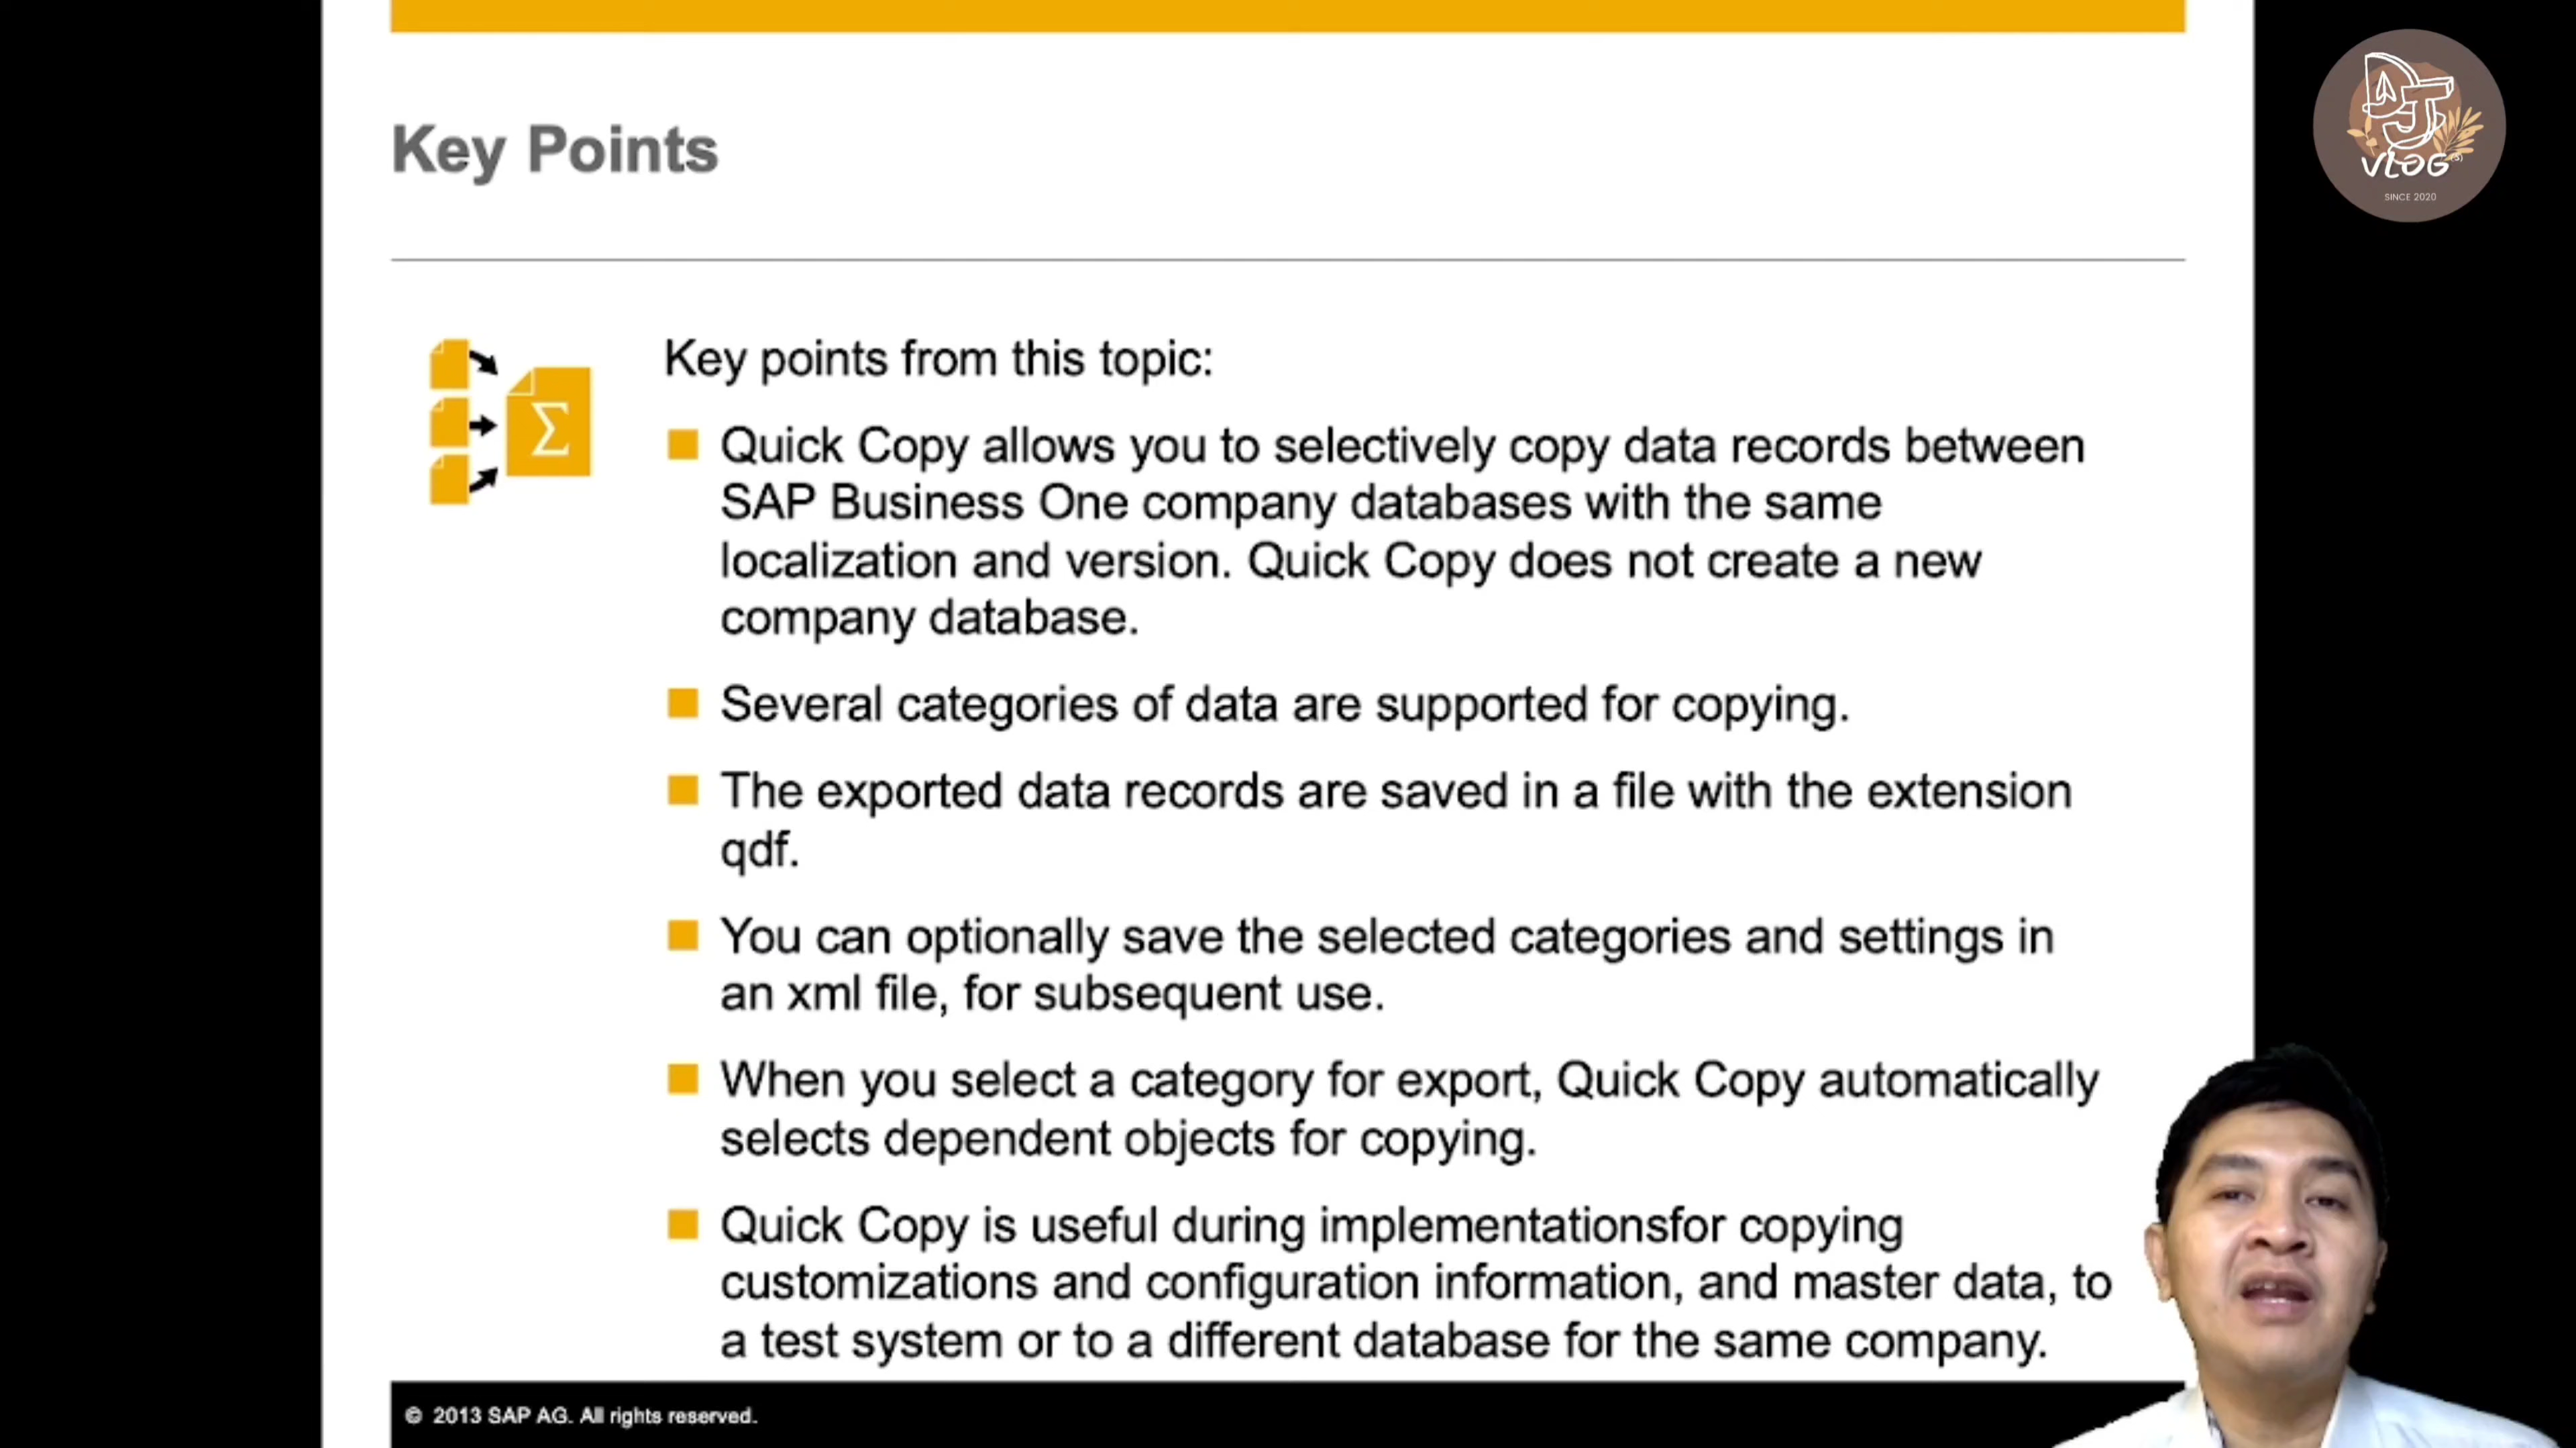 Key Points
Key points from this topic:
Quick Copy allows you to selectively copy data records between
SAP Business One company databases with the same
localization and version. Quick Copy does not create a new
company database.
Several categories of data are supported for copying.
The exported data records are saved in a file with the extension
qdf.
You can optionally save the selected categories and settings in
an xml file, for subsequent use.
When you select a category for export, Quick Copy automatically
selects dependent objects for copying.
Quick Copy is useful during implementationsfor copying
customizations and configuration information, and master data, to
a test system or to a different database for the same company.
© 2013 SAP AG. All rights reserved.
Σ
DJ
VLOG(s)
SINCE 2020